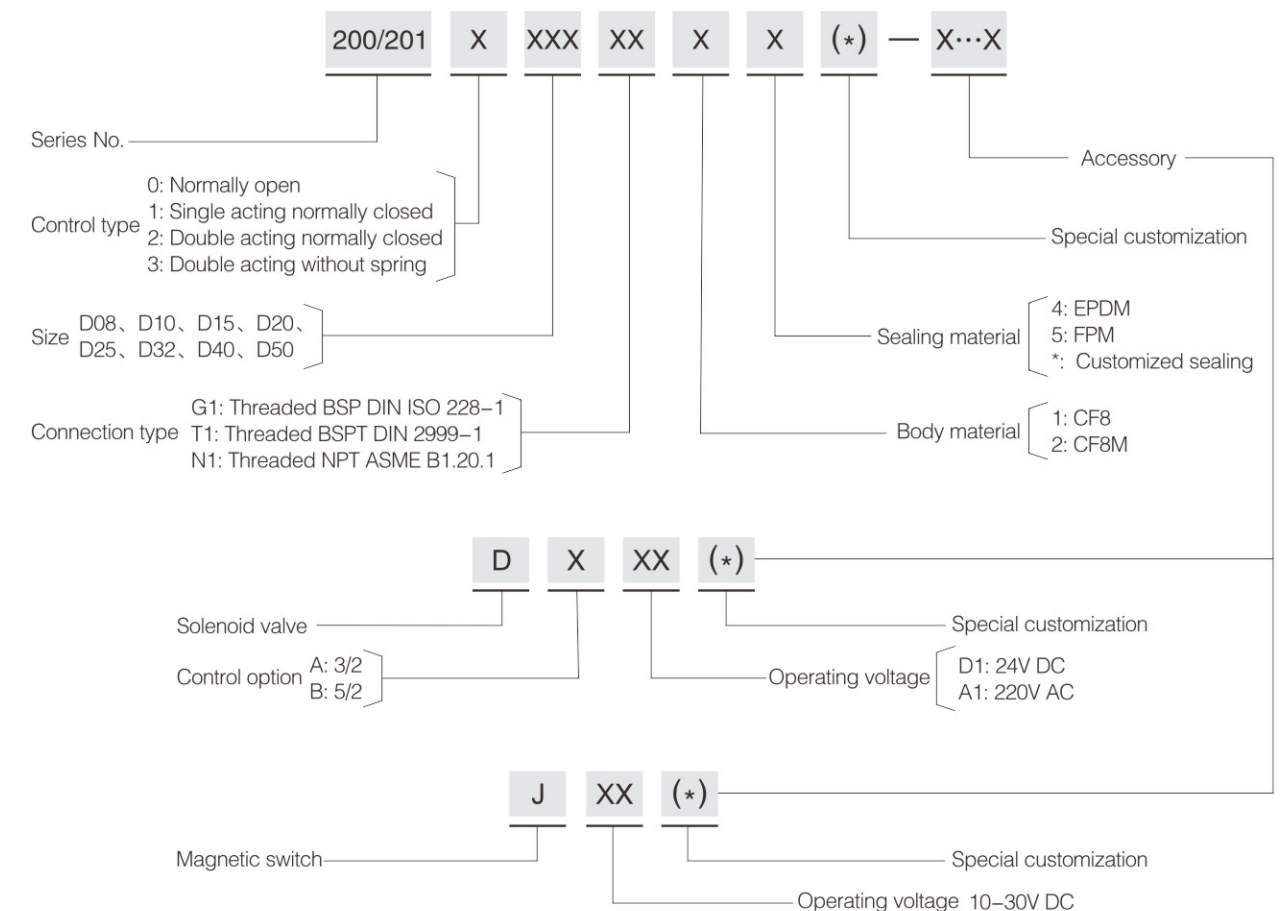 200/201 X XXX XX X X (*) — X···X
Series No.
Accessory
Control type
0: Normally open
1: Single acting normally closed
2: Double acting normally closed
3: Double acting without spring
Special customization
Size
D08、D10、D15、D20、
D25、D32、D40、D50
Sealing material
4: EPDM
5: FPM
*: Customized sealing
Connection type
G1: Threaded BSP DIN ISO 228–1
T1: Threaded BSPT DIN 2999–1
N1: Threaded NPT ASME B1.20.1
Body material
1: CF8
2: CF8M
D X XX (*)
Solenoid valve
Special customization
Control option
A: 3/2
B: 5/2
Operating voltage
D1: 24V DC
A1: 220V AC
J XX (*)
Magnetic switch
Special customization
Operating voltage 10–30V DC